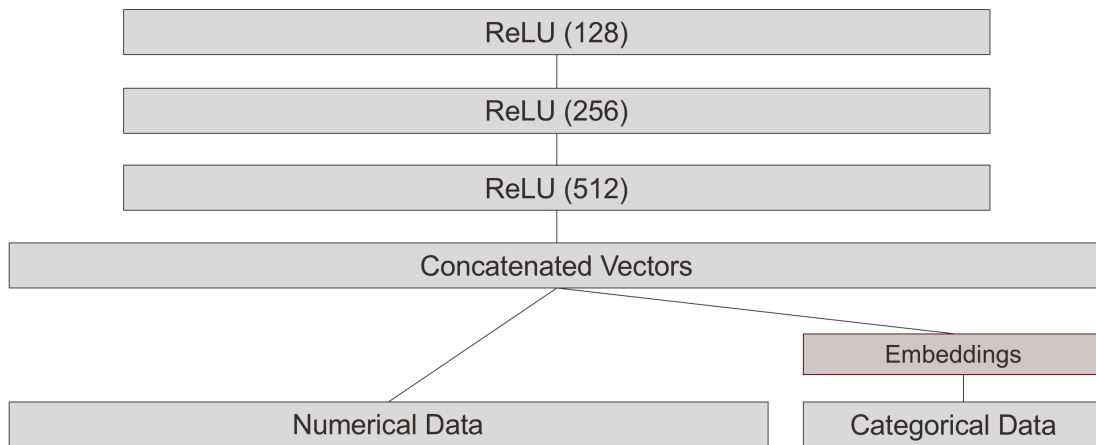 ReLU (128)
ReLU (256)
ReLU (512)
Concatenated Vectors
Embeddings
Numerical Data
Categorical Data